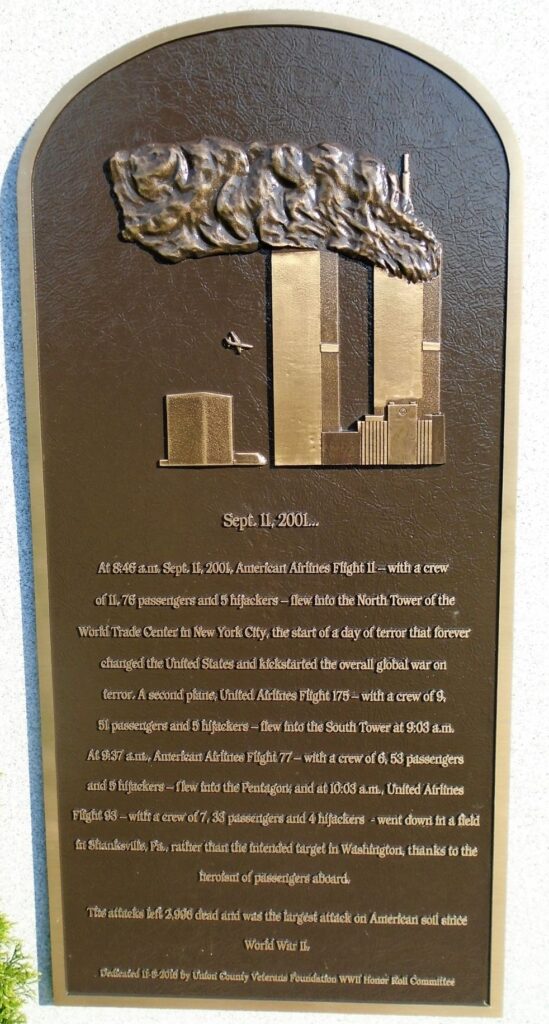 Sept. 11, 2001...
At 8:46 a.m. Sept. 11, 2001, American Airlines Flight 11 – with a crew
of 11, 76 passengers and 5 hijackers – flew into the North Tower of the
World Trade Center in New York City, the start of a day of terror that forever
changed the United States and kickstarted the overall global war on
terror. A second plane, United Airlines Flight 175 – with a crew of 9,
51 passengers and 5 hijackers – flew into the South Tower at 9:03 a.m.
At 9:37 a.m., American Airlines Flight 77 – with a crew of 6, 53 passengers
and 5 hijackers – flew into the Pentagon; and at 10:03 a.m., United Airlines
Flight 93 – with a crew of 7, 33 passengers and 4 hijackers - went down in a field
in Shanksville, Pa., rather than the intended target in Washington, thanks to the
heroism of passengers aboard.
The attacks left 2,996 dead and was the largest attack on American soil since
World War II.
Dedicated 11-8-2016 by Union County Veterans Foundation WWII Honor Roll Committee